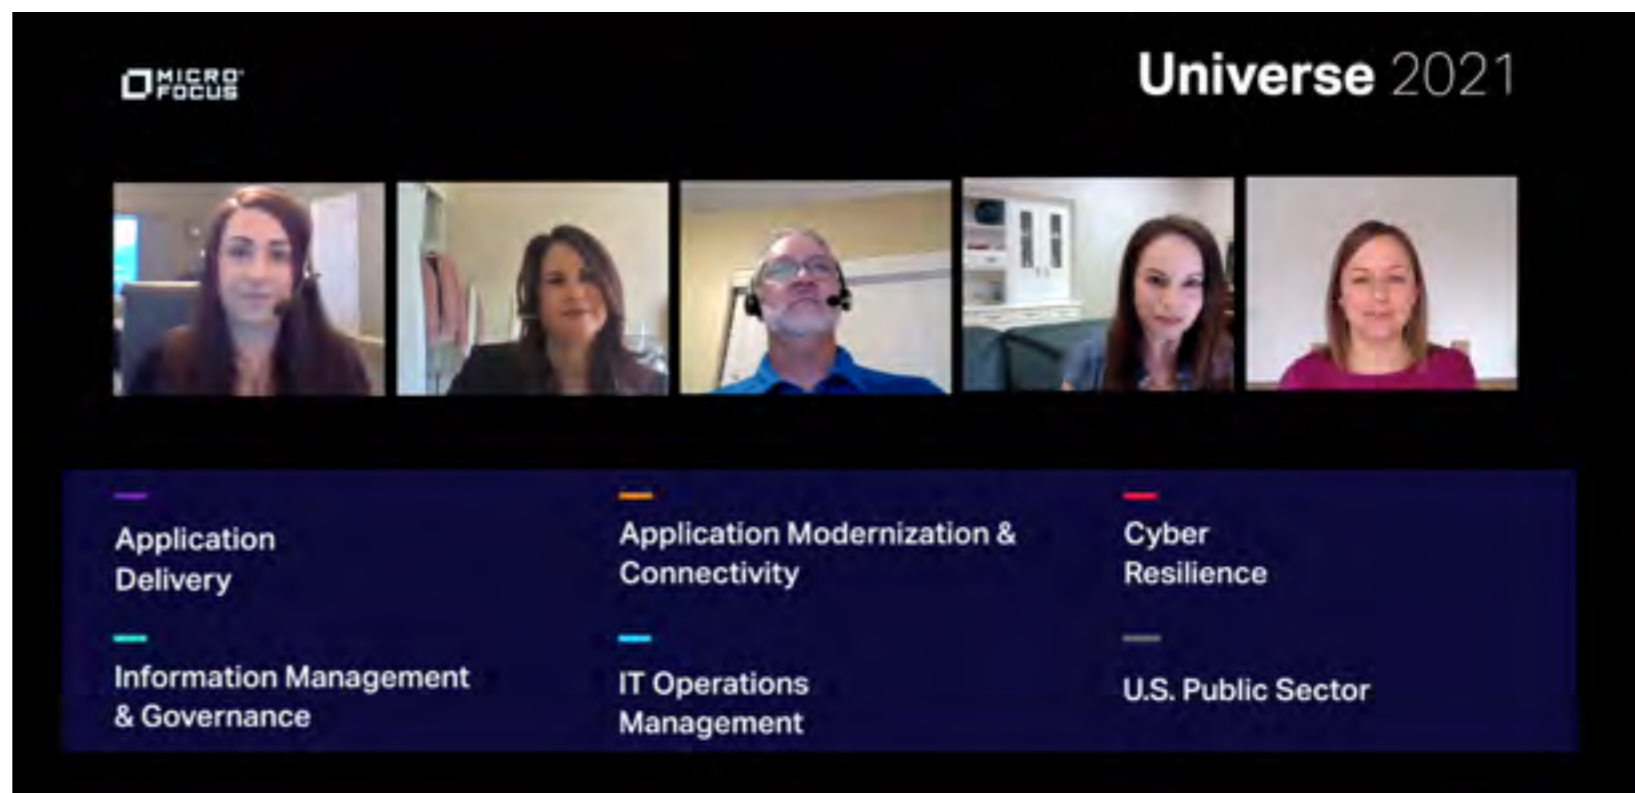 MICRO
FOCUS
Universe 2021
Application
Delivery
Application Modernization &
Connectivity
Cyber
Resilience
Information Management
& Governance
IT Operations
Management
U.S. Public Sector